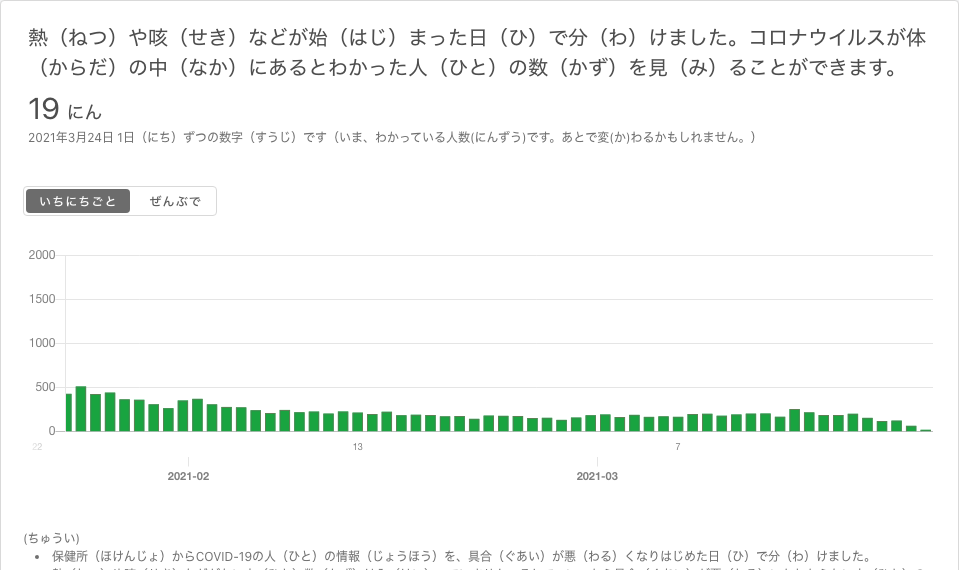 熱（ねつ）や咳（せき）などが始（はじ）まった日（ひ）で分（わ）けました。コロナウイルスが体
（からだ）の中（なか）にあるとわかった人（ひと）の数（かず）を見（み）ることができます。
19 にん
2021年3月24日 1日（にち）ずつの数字（すうじ）です（いま、わかっている人数(にんずう)です。あとで変(か)わるかもしれません。）
いちにちごと ぜんぶで
2000
1500
1000
500
0
22 13 7
2021-02 2021-03
(ちゅうい)
• 保健所（ほけんじょ）からCOVID-19の人（ひと）の情報（じょうほう）を、具合（ぐあい）が悪（わる）くなりはじめた日（ひ）で分（わ）けました。